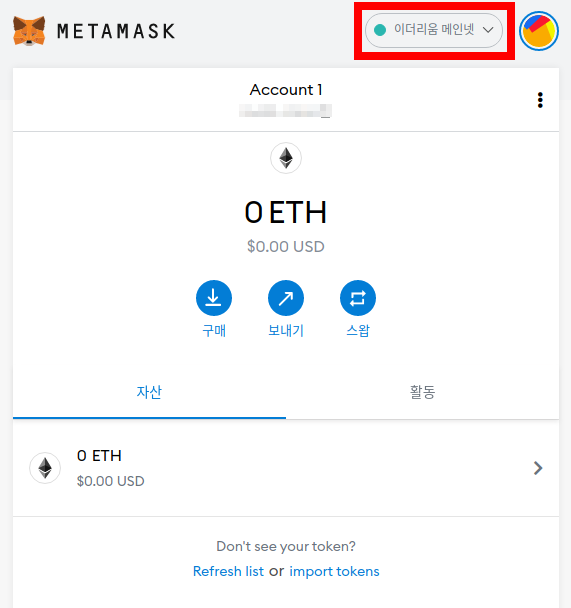 METAMASK
이더리움 메인넷
Account 1
0 ETH
$0.00 USD
구매
보내기
스왑
자산
활동
0 ETH
$0.00 USD
Don't see your token?
Refresh list or import tokens